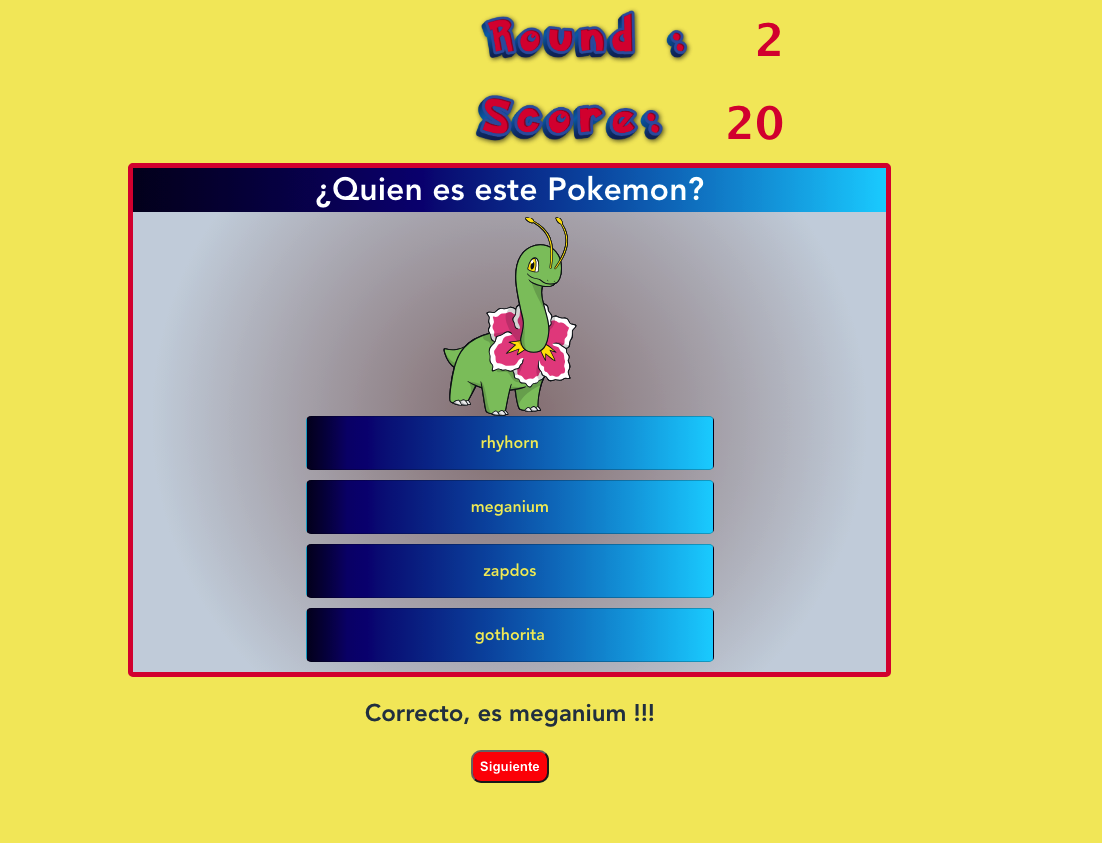 Round : 2
Score: 20
¿Quien es este Pokemon?
rhyhorn
meganium
zapdos
gothorita
Correcto, es meganium !!!
Siguiente